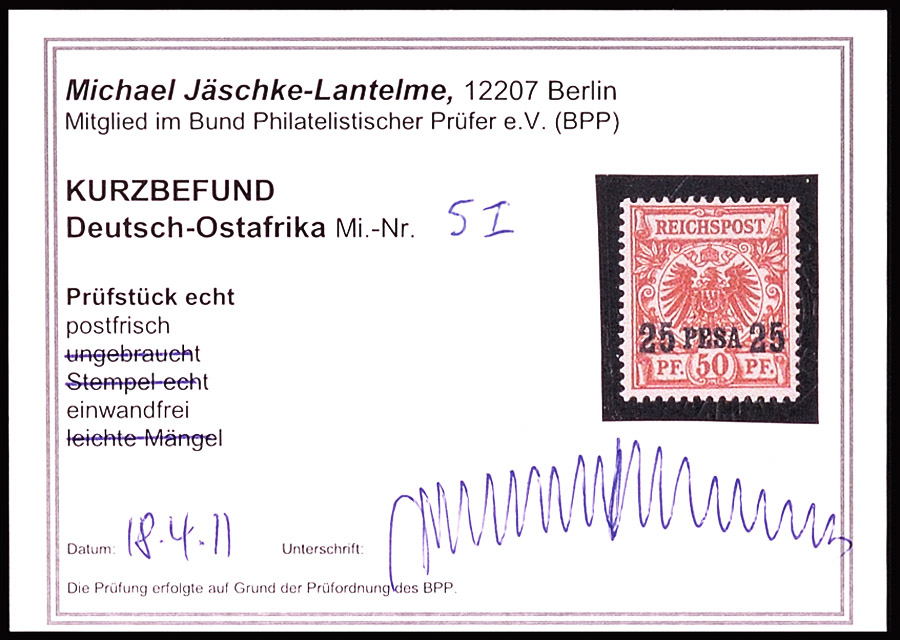 Michael Jäschke-Lantelme, 12207 Berlin
Mitglied im Bund Philatelistischer Prüfer e.V. (BPP)
KURZBEFUND
Deutsch-Ostafrika Mi.-Nr. 5 I
REICHSPOST
25 PESA 25
PF. 50 PF.
Prüfstück echt
postfrisch
ungebraucht
Stempel echt
einwandfrei
leichte Mängel
Datum: 18.4.11 Unterschrift:
Die Prüfung erfolgte auf Grund der Prüfordnung des BPP.